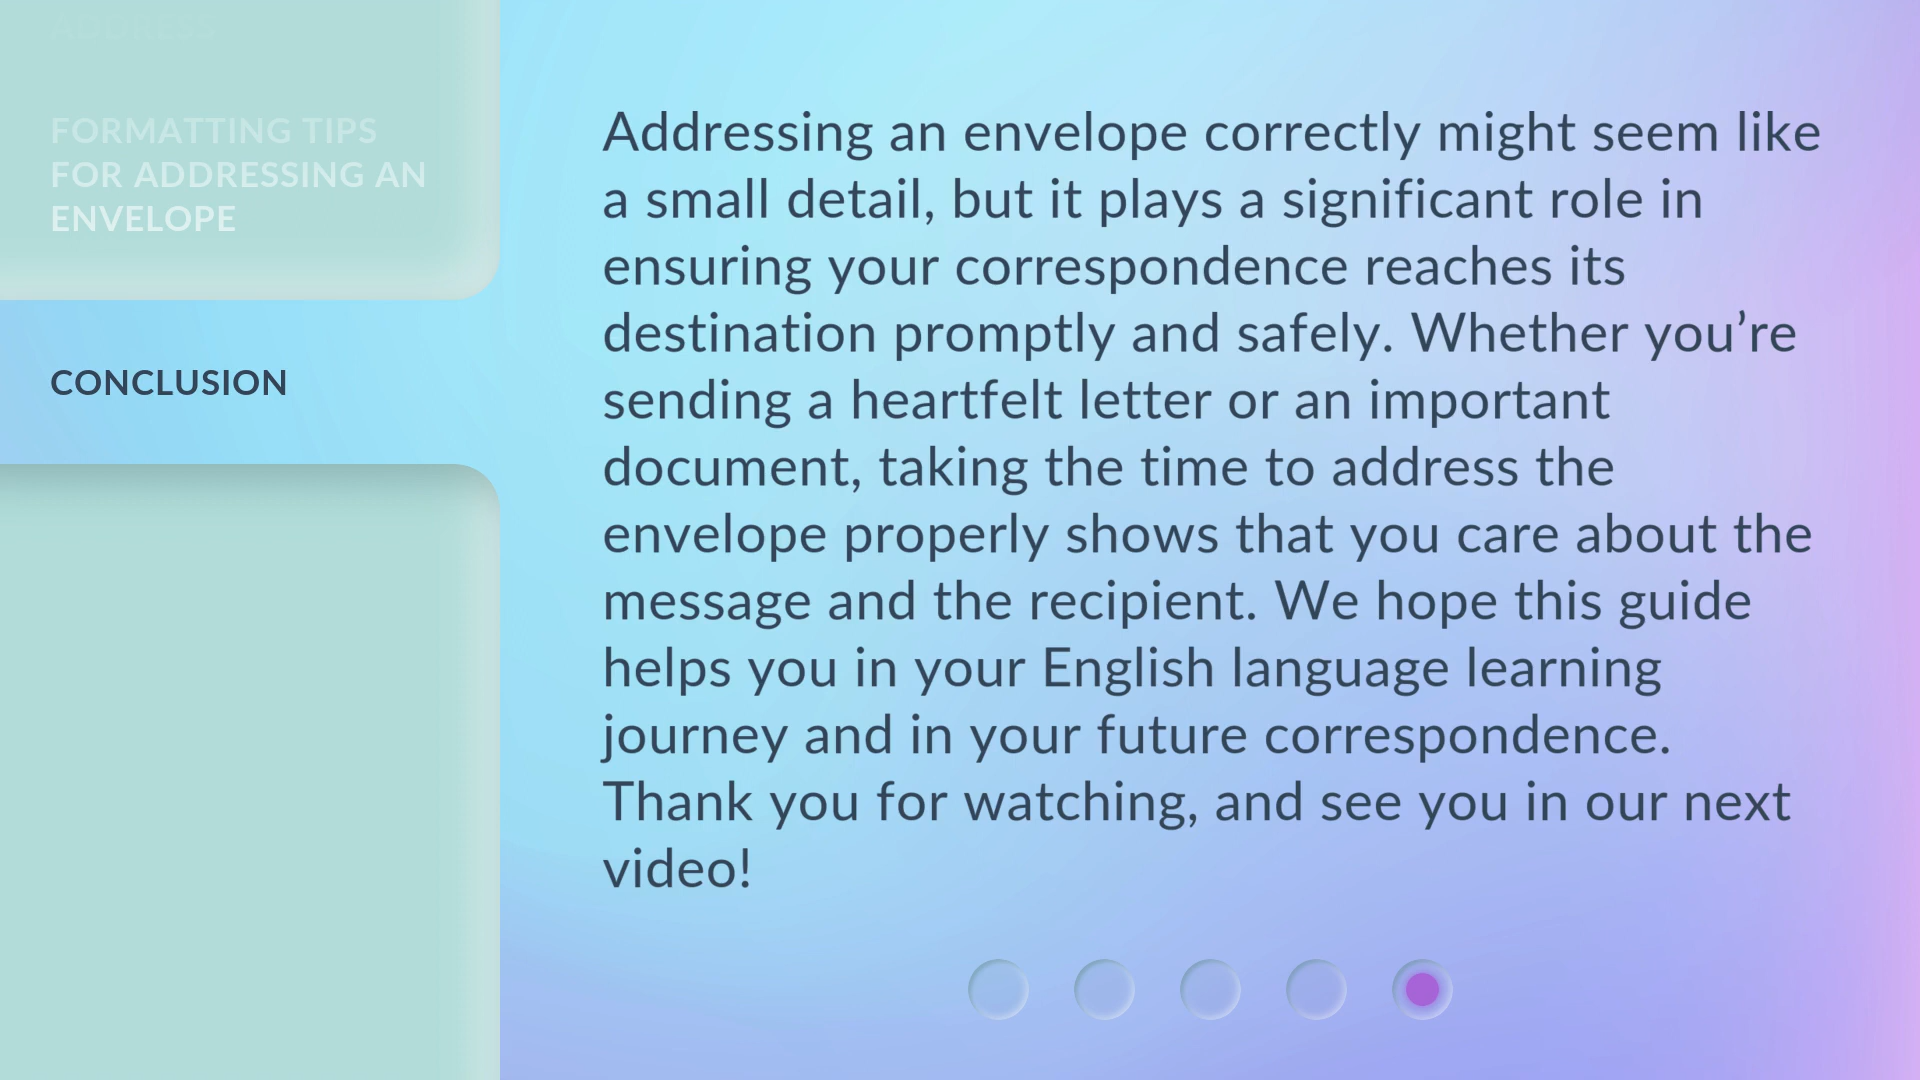 ADDRESS
FORMATTING TIPS
FOR ADDRESSING AN
ENVELOPE
CONCLUSION
Addressing an envelope correctly might seem like
a small detail, but it plays a significant role in
ensuring your correspondence reaches its
destination promptly and safely. Whether you’re
sending a heartfelt letter or an important
document, taking the time to address the
envelope properly shows that you care about the
message and the recipient. We hope this guide
helps you in your English language learning
journey and in your future correspondence.
Thank you for watching, and see you in our next
video!